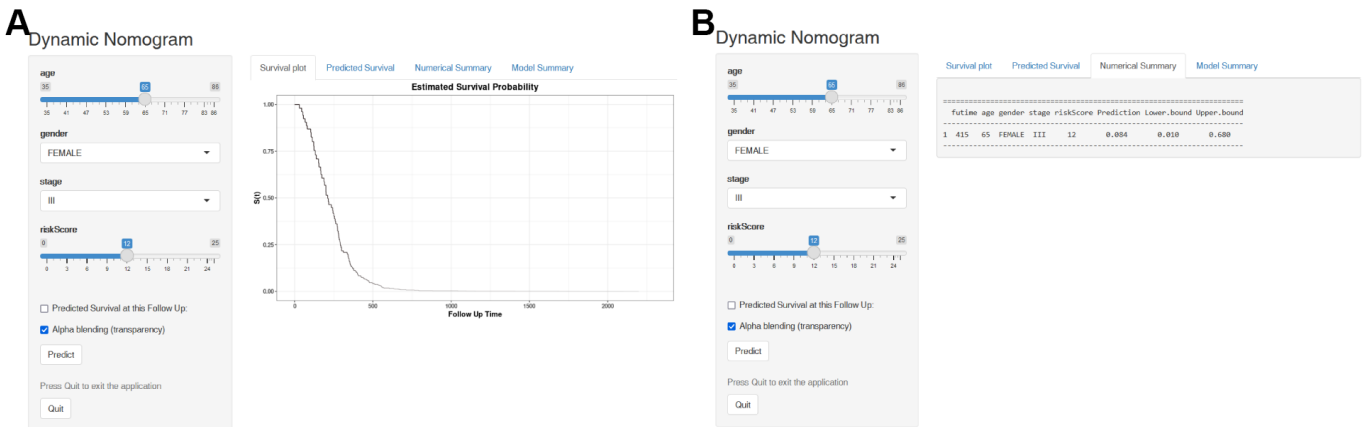 A
Dynamic Nomogram
age
35 65 86
35 41 47 53 59 65 71 77 83 86
gender
FEMALE
stage
III
riskScore
0 12 25
0 3 6 9 12 15 18 21 24
Predicted Survival at this Follow Up:
Alpha blending (transparency)
Predict
Press Quit to exit the application
Quit
Survival plot Predicted Survival Numerical Summary Model Summary
Estimated Survival Probability
S(t)
1.00
0.75
0.50
0.25
0.00
0 500 1000 1500 2000
Follow Up Time
B
Dynamic Nomogram
age
35 65 86
35 41 47 53 59 65 71 77 83 86
gender
FEMALE
stage
III
riskScore
0 12 25
0 3 6 9 12 15 18 21 24
Predicted Survival at this Follow Up:
Alpha blending (transparency)
Predict
Press Quit to exit the application
Quit
Survival plot Predicted Survival Numerical Summary Model Summary
==================================================================
futime age gender stage riskScore Prediction Lower.bound Upper.bound
------------------------------------------------------------------
1 415 65 FEMALE III 12 0.084 0.010 0.680
------------------------------------------------------------------